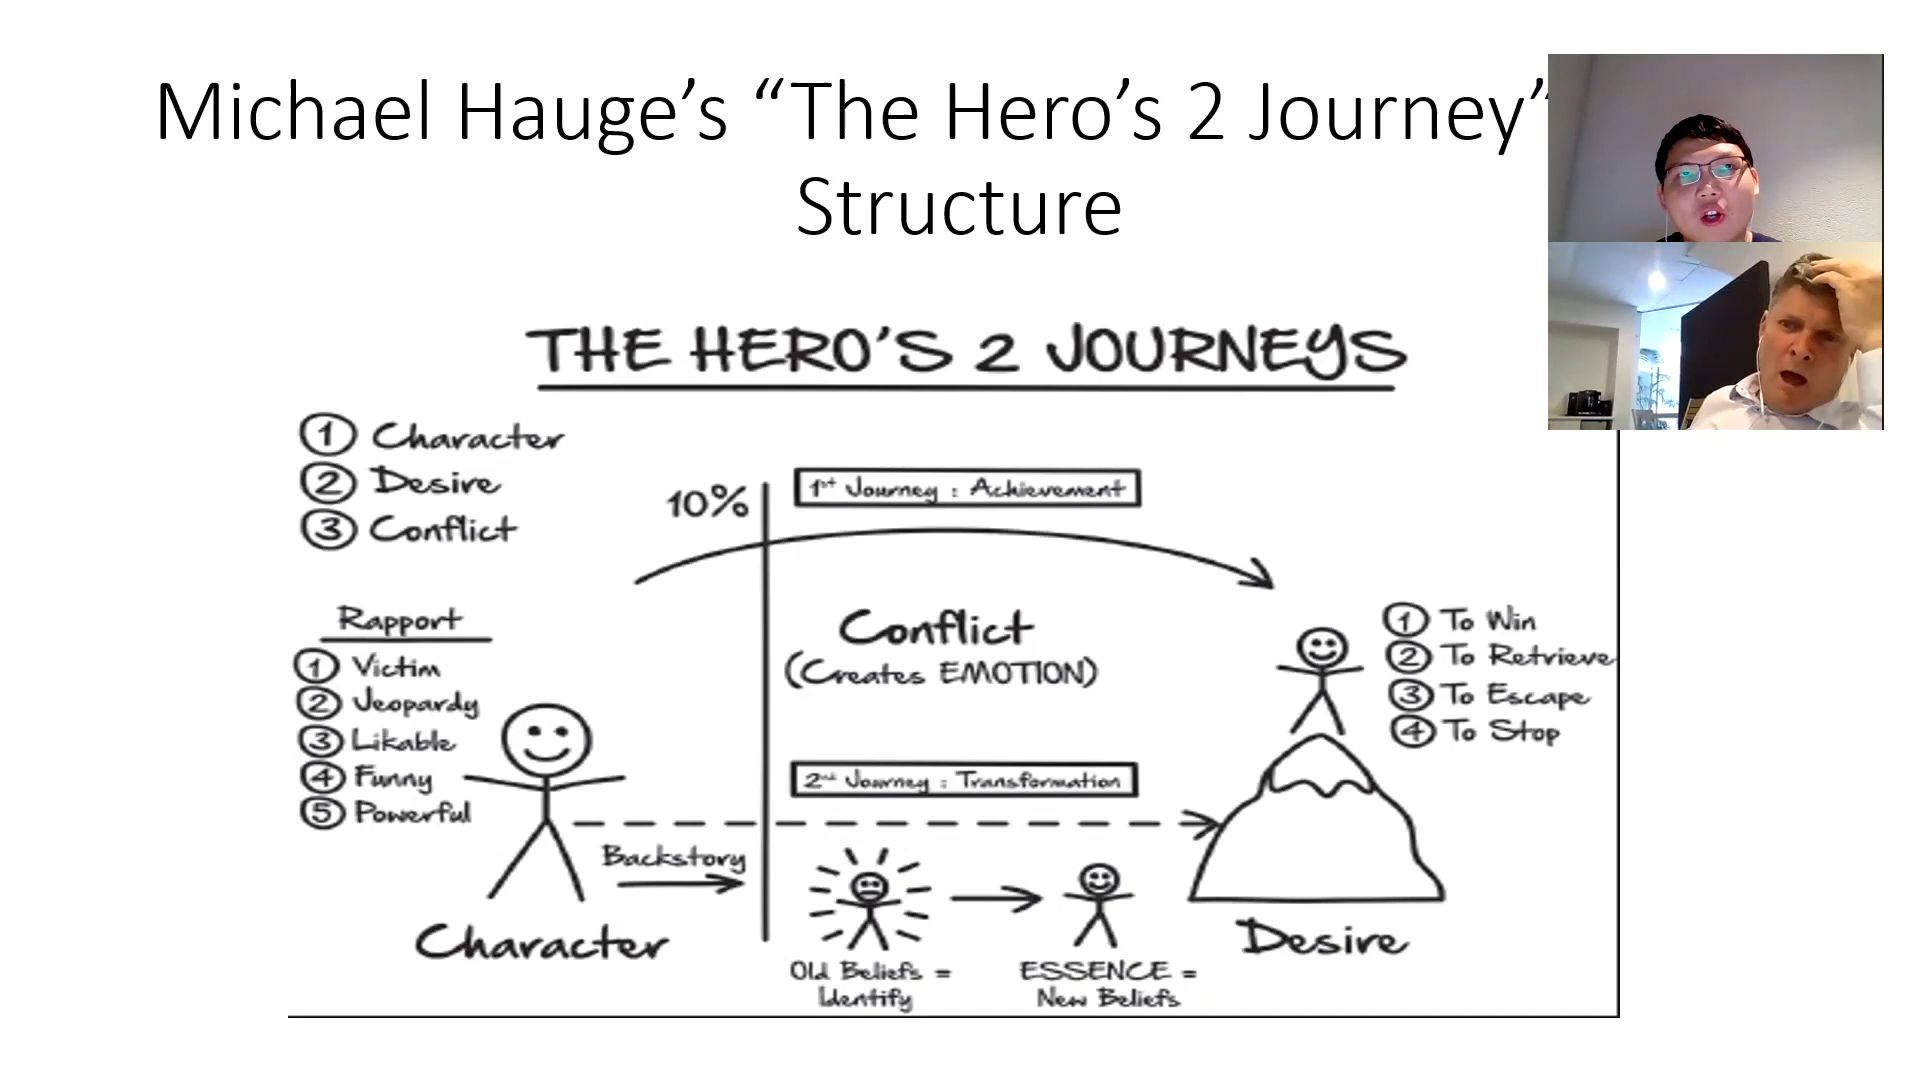 Michael Hauge’s “The Hero’s 2 Journey”
Structure
THE HERO'S 2 JOURNEYS
1 Character
2 Desire
3 Conflict
10%
1st Journey : Achievement
Rapport
1 Victim
2 Jeopardy
3 Likable
4 Funny
5 Powerful
Conflict
(Creates EMOTION)
1 To Win
2 To Retrieve
3 To Escape
4 To Stop
2nd Journey : Transformation
Backstory
Character
Old Beliefs =
Identify
ESSENCE =
New Beliefs
Desire